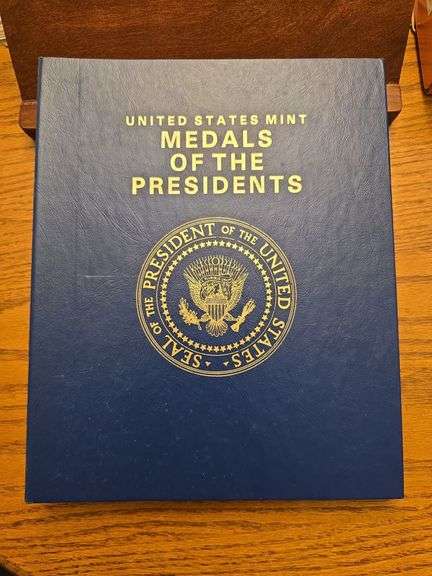 UNITED STATES MINT
MEDALS
OF THE
PRESIDENTS
SEAL OF THE PRESIDENT OF THE UNITED STATES